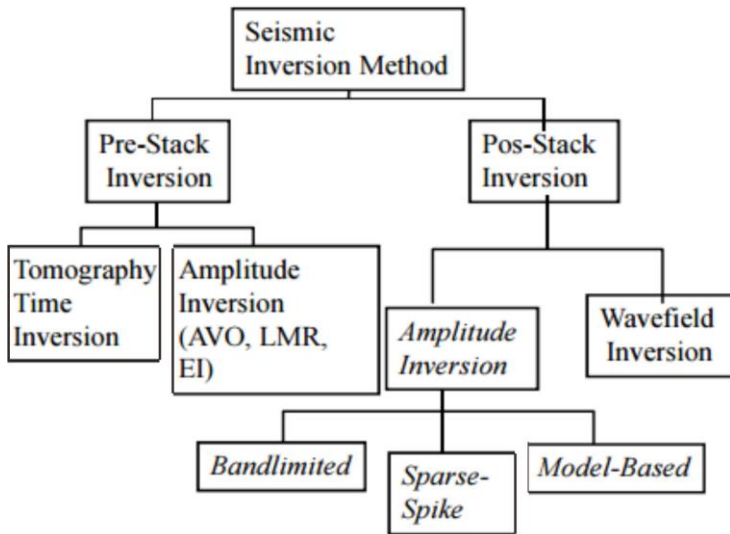 Seismic
Inversion Method
Pre-Stack
Inversion
Pos-Stack
Inversion
Tomography
Time
Inversion
Amplitude
Inversion
(AVO, LMR,
EI)
Amplitude
Inversion
Wavefield
Inversion
Bandlimited
Sparse-
Spike
Model-Based